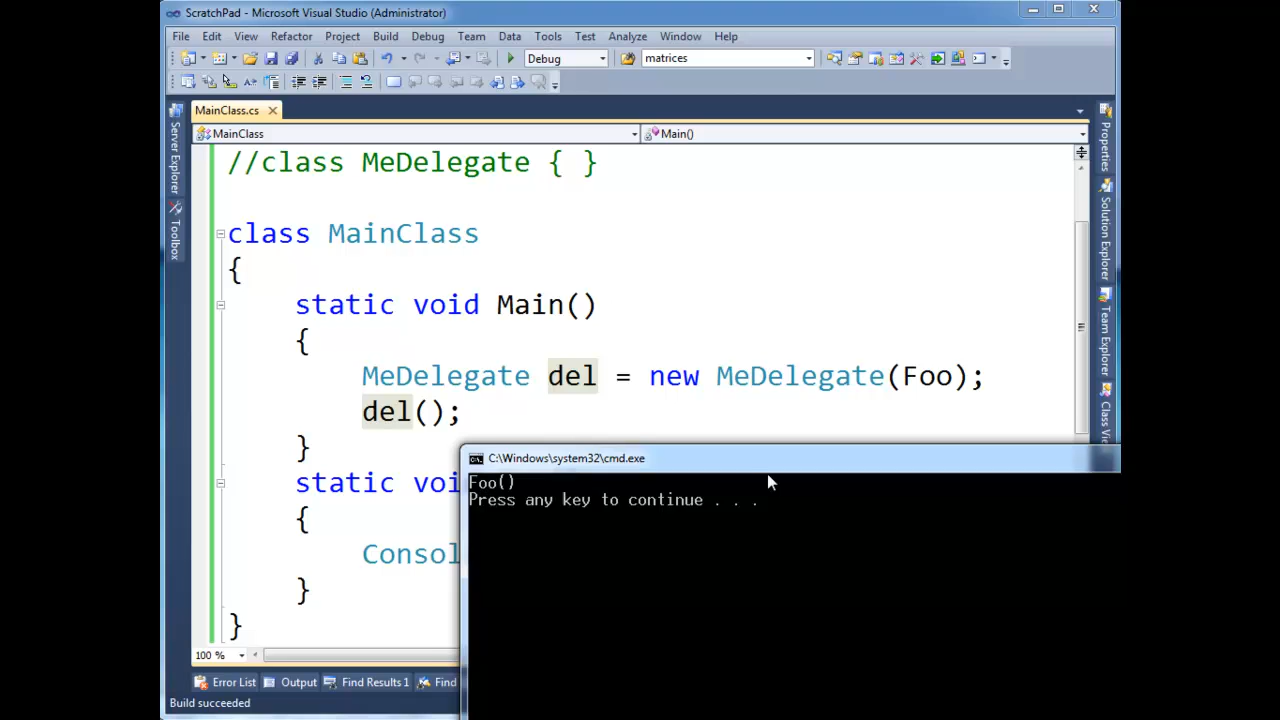 ScratchPad - Microsoft Visual Studio (Administrator)
File Edit View Refactor Project Build Debug Team Data Tools Test Analyze Window Help
Debug matrices
MainClass.cs
MainClass Main()
Server Explorer
Toolbox
//class MeDelegate { }
class MainClass
{
static void Main()
{
MeDelegate del = new MeDelegate(Foo);
del();
}
static voi
{
Consol
}
}
C:\Windows\system32\cmd.exe
Foo()
Press any key to continue . . .
Properties
Solution Explorer
Team Explorer
Class Vi
100 %
Error List Output Find Results 1 Find
Build succeeded